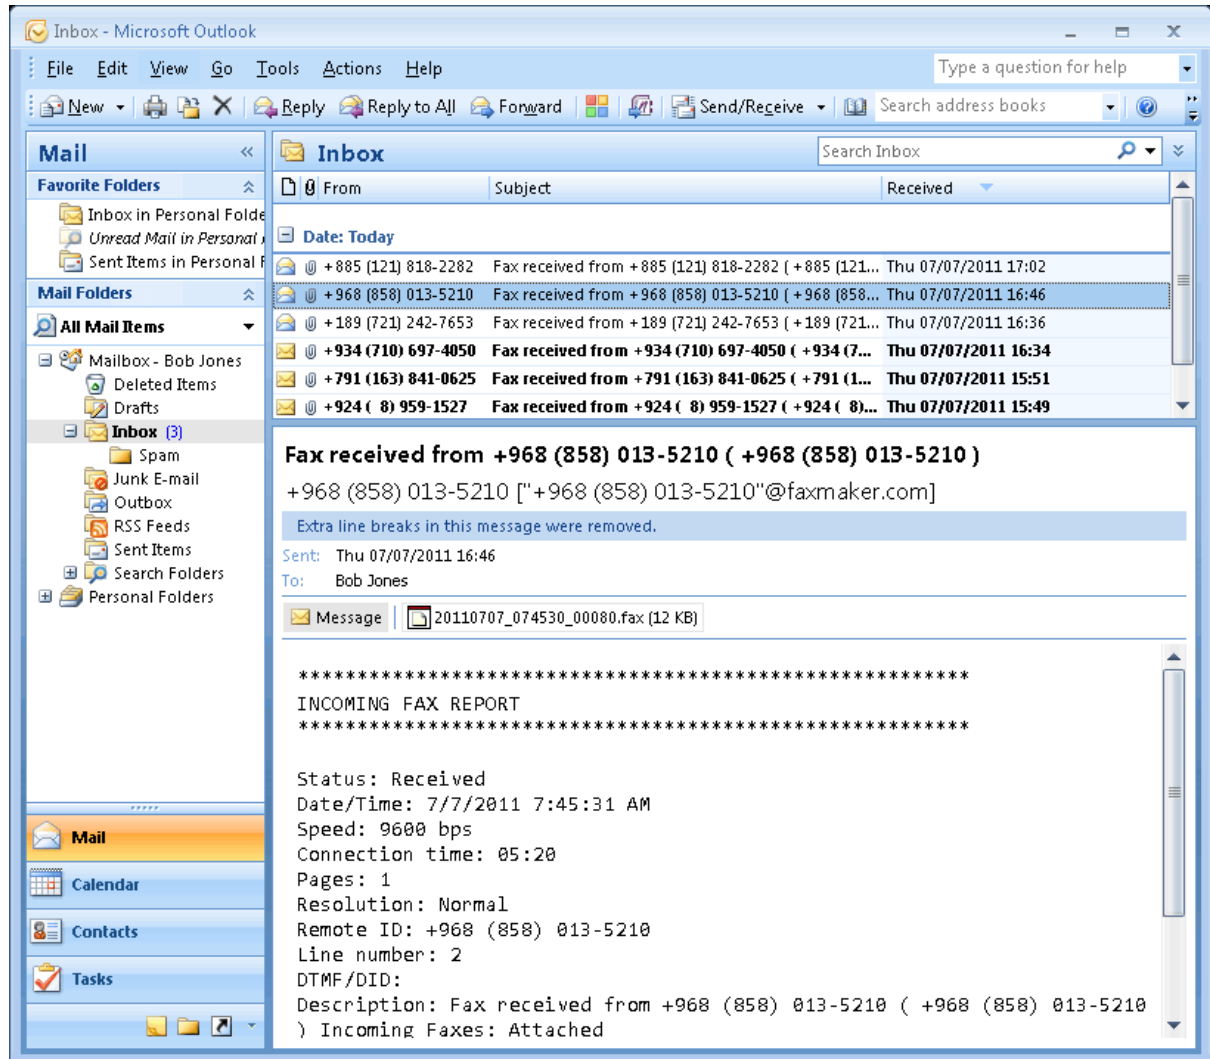 Inbox - Microsoft Outlook
File Edit View Go Tools Actions Help Type a question for help
New Reply Reply to All Forward Send/Receive Search address books
Mail «
Favorite Folders
Inbox in Personal Folde
Unread Mail in Personal
Sent Items in Personal F
Mail Folders
All Mail Items
Mailbox - Bob Jones
Deleted Items
Drafts
Inbox (3)
Spam
Junk E-mail
Outbox
RSS Feeds
Sent Items
Search Folders
Personal Folders
Mail
Calendar
Contacts
Tasks
Inbox Search Inbox
From Subject Received
Date: Today
+885 (121) 818-2282 Fax received from +885 (121) 818-2282 ( +885 (121... Thu 07/07/2011 17:02
+968 (858) 013-5210 Fax received from +968 (858) 013-5210 ( +968 (858... Thu 07/07/2011 16:46
+189 (721) 242-7653 Fax received from +189 (721) 242-7653 ( +189 (721... Thu 07/07/2011 16:36
+934 (710) 697-4050 Fax received from +934 (710) 697-4050 ( +934 (7... Thu 07/07/2011 16:34
+791 (163) 841-0625 Fax received from +791 (163) 841-0625 ( +791 (1... Thu 07/07/2011 15:51
+924 ( 8) 959-1527 Fax received from +924 ( 8) 959-1527 ( +924 ( 8)... Thu 07/07/2011 15:49
Fax received from +968 (858) 013-5210 ( +968 (858) 013-5210 )
+968 (858) 013-5210 ["+968 (858) 013-5210"@faxmaker.com]
Extra line breaks in this message were removed.
Sent: Thu 07/07/2011 16:46
To: Bob Jones
Message 20110707_074530_00080.fax (12 KB)
*********************************************************
INCOMING FAX REPORT
*********************************************************
Status: Received
Date/Time: 7/7/2011 7:45:31 AM
Speed: 9600 bps
Connection time: 05:20
Pages: 1
Resolution: Normal
Remote ID: +968 (858) 013-5210
Line number: 2
DTMF/DID:
Description: Fax received from +968 (858) 013-5210 ( +968 (858) 013-5210
) Incoming Faxes: Attached